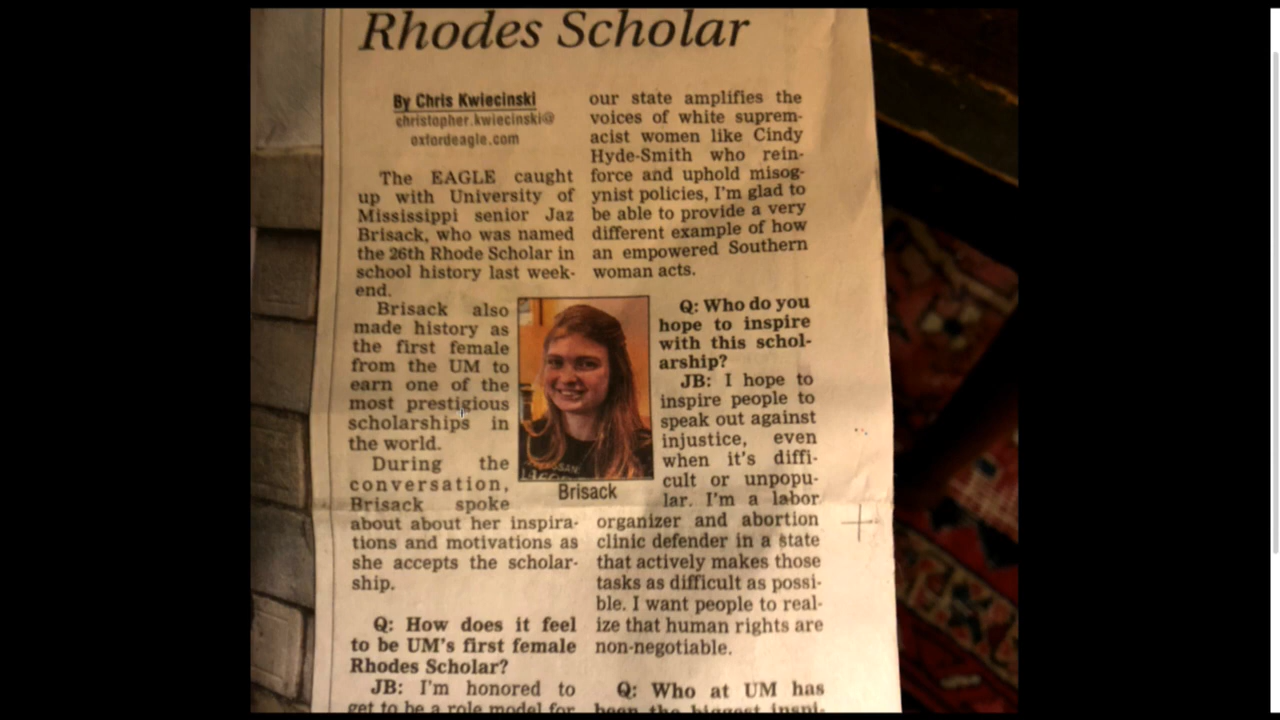 Rhodes Scholar
By Chris Kwiecinski
christopher.kwiecinski@
oxfordeagle.com
The EAGLE caught
up with University of
Mississippi senior Jaz
Brisack, who was named
the 26th Rhode Scholar in
school history last week-
end.
Brisack also
made history as
the first female
from the UM to
earn one of the
most prestigious
scholarships in
the world.
During the
conversation,
Brisack spoke
about about her inspira-
tions and motivations as
she accepts the scholar-
ship.
Q: How does it feel
to be UM's first female
Rhodes Scholar?
JB: I'm honored to
get to be a role model for
our state amplifies the
voices of white suprem-
acist women like Cindy
Hyde-Smith who rein-
force and uphold misog-
ynist policies, I'm glad to
be able to provide a very
different example of how
an empowered Southern
woman acts.
Brisack
Q: Who do you
hope to inspire
with this schol-
arship?
JB: I hope to
inspire people to
speak out against
injustice, even
when it's diffi-
cult or unpopu-
lar. I'm a labor
organizer and abortion
clinic defender in a state
that actively makes those
tasks as difficult as possi-
ble. I want people to real-
ize that human rights are
non-negotiable.
Q: Who at UM has
been the biggest inspi-